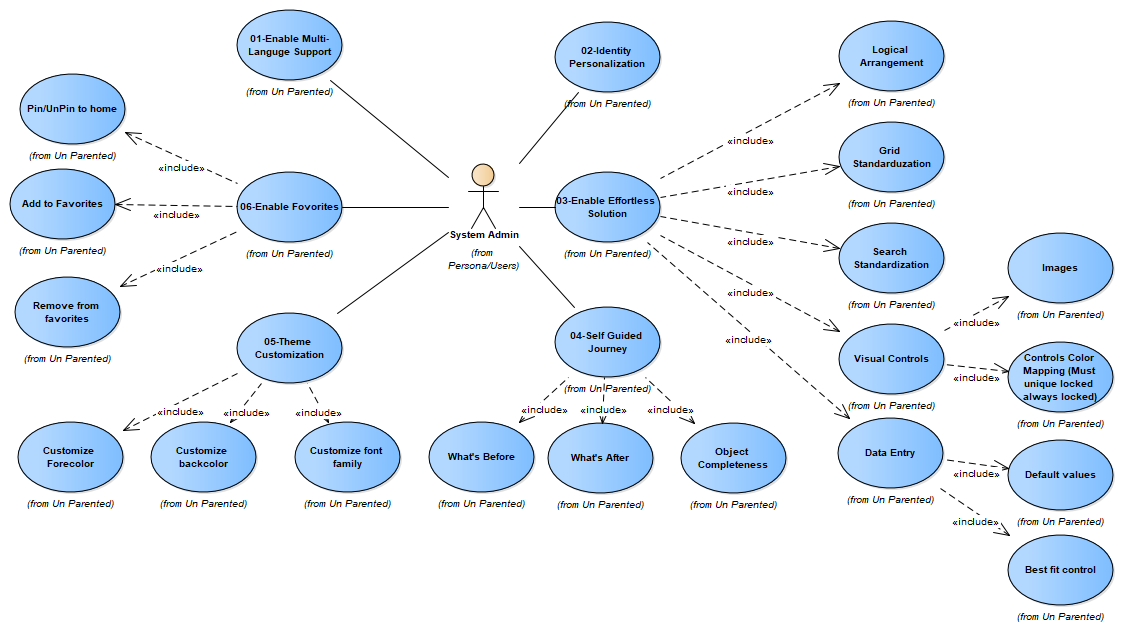 01-Enable Multi-
Languge Support
(from Un Parented)
02-Identity
Personalization
(from Un Parented)
Logical
Arrangement
(from Un Parented)
Pin/UnPin to home
(from Un Parented)
«include»
«include»
Grid
Standarduzation
(from Un Parented)
«include»
Add to Favorites
(from Un Parented)
«include»
06-Enable Fovorites
(from Un Parented)
System Admin
(from
Persona/Users)
03-Enable Effortless
Solution
(from Un Parented)
«include»
Search
Standardization
(from Un Parented)
«include»
Remove from
favorites
(from Un Parented)
Images
(from Un Parented)
«include»
«include»
05-Theme
Customization
04-Self Guided
Journey
(from Un Parented)
«include»
Visual Controls
(from Un Parented)
«include»
Controls Color
Mapping (Must
unique locked
always locked)
(from Un Parented)
«include»
«include»
«include»
«include»
«include»
«include»
Customize
Forecolor
(from Un Parented)
Customize
backcolor
(from Un Parented)
Customize font
family
(from Un Parented)
What's Before
(from Un Parented)
What's After
(from Un Parented)
Object
Completeness
(from Un Parented)
Data Entry
(from Un Parented)
«include»
Default values
(from Un Parented)
«include»
Best fit control
(from Un Parented)